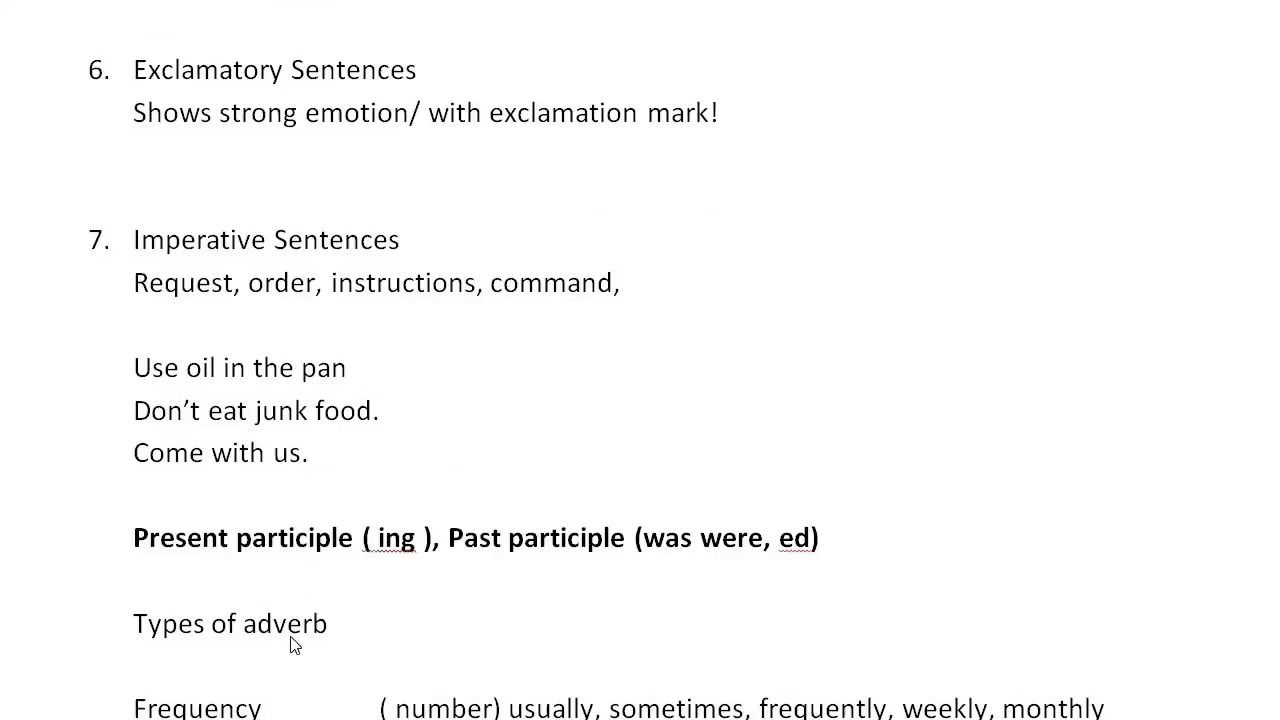 6. Exclamatory Sentences
Shows strong emotion/ with exclamation mark!
7. Imperative Sentences
Request, order, instructions, command,
Use oil in the pan
Don’t eat junk food.
Come with us.
Present participle ( ing ), Past participle (was were, ed)
Types of adverb
Frequency ( number) usually, sometimes, frequently, weekly, monthly